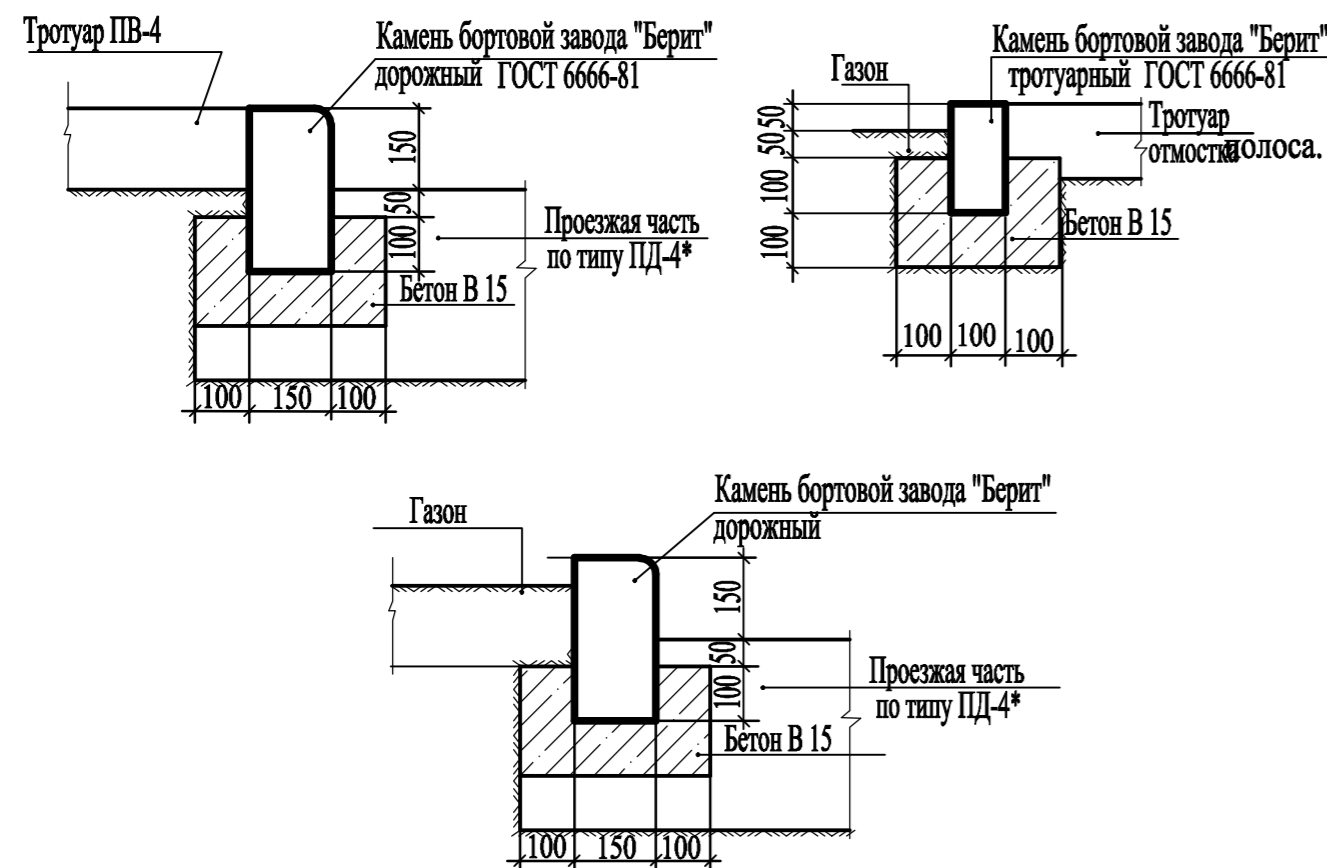 Тротуар ПВ-4
Камень бортовой завода "Берит"
дорожный ГОСТ 6666-81
150
50
100
Проезжая часть
по типу ПД-4*
Бетон В 15
100 150 100
Газон
Камень бортовой завода "Берит"
тротуарный ГОСТ 6666-81
50
50
100
100
Тротуар
отмостка полоса.
Бетон В 15
100 100 100
Газон
Камень бортовой завода "Берит"
дорожный
150
50
100
Проезжая часть
по типу ПД-4*
Бетон В 15
100 150 100